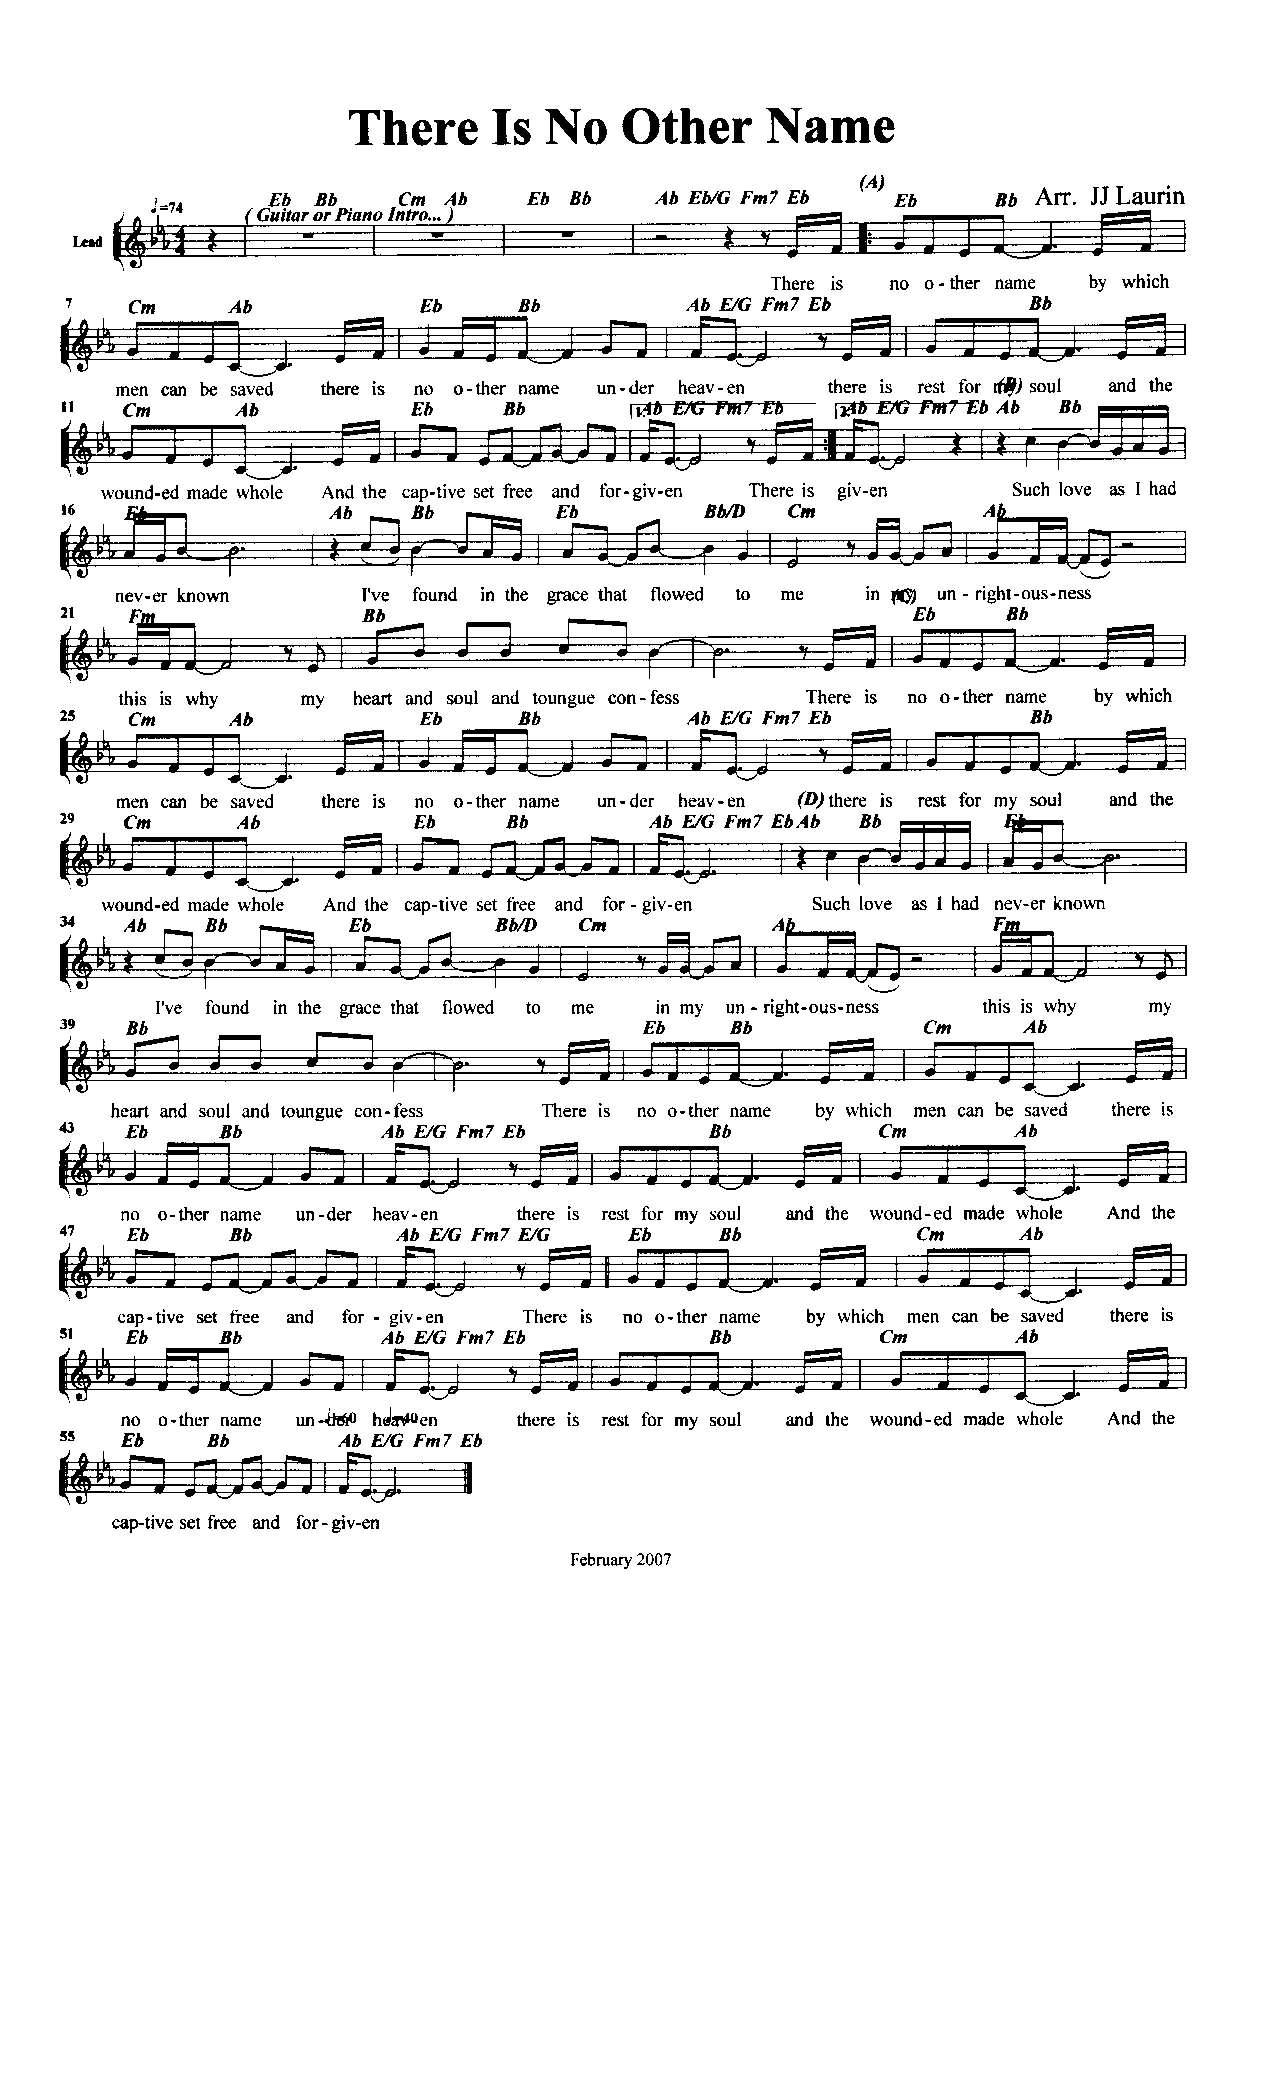 There Is No Other Name
(A)
♩=74 Eb Bb Cm Ab Eb Bb Ab Eb/G Fm7 Eb Eb Bb Arr. JJ Laurin
( Guitar or Piano Intro... )
Lead
There is no o-ther name by which
7 Cm Ab Eb Bb Ab E/G Fm7 Eb Bb
men can be saved there is no o-ther name un-der heav-en there is rest for my soul and the
(B)
11 Cm Ab Eb Bb 1. Ab E/G Fm7 Eb 2. Ab E/G Fm7 Eb Ab Bb
wound-ed made whole And the cap-tive set free and for-giv-en There is giv-en Such love as I had
16 Eb Ab Bb Eb Bb/D Cm Ab
nev-er known I've found in the grace that flowed to me in my un-right-ous-ness
(C)
21 Fm Bb Eb Bb
this is why my heart and soul and toungue con-fess There is no o-ther name by which
25 Cm Ab Eb Bb Ab E/G Fm7 Eb Bb
men can be saved there is no o-ther name un-der heav-en (D) there is rest for my soul and the
29 Cm Ab Eb Bb Ab E/G Fm7 Eb Ab Bb Eb
wound-ed made whole And the cap-tive set free and for-giv-en Such love as I had nev-er known
34 Ab Bb Eb Bb/D Cm Ab Fm
I've found in the grace that flowed to me in my un-right-ous-ness this is why my
39 Bb Eb Bb Cm Ab
heart and soul and toungue con-fess There is no o-ther name by which men can be saved there is
43 Eb Bb Ab E/G Fm7 Eb Bb Cm Ab
no o-ther name un-der heav-en there is rest for my soul and the wound-ed made whole And the
47 Eb Bb Ab E/G Fm7 E/G Eb Bb Cm Ab
cap-tive set free and for-giv-en There is no o-ther name by which men can be saved there is
51 Eb Bb Ab E/G Fm7 Eb Bb Cm Ab
no o-ther name un-der heav-en there is rest for my soul and the wound-ed made whole And the
♩=60 ♩=40
55 Eb Bb Ab E/G Fm7 Eb
cap-tive set free and for-giv-en
February 2007